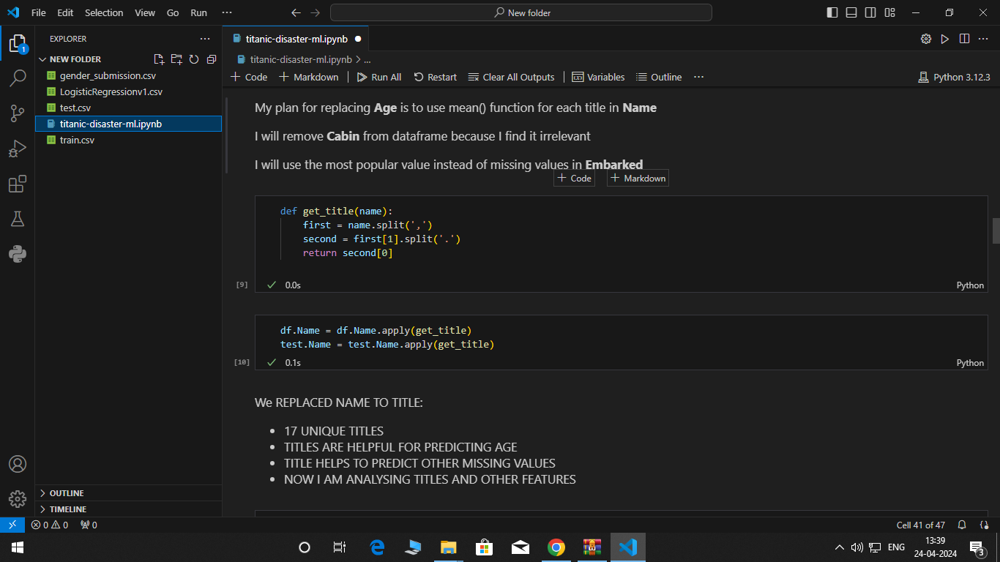 File Edit Selection View Go Run ···
New folder
EXPLORER ···
NEW FOLDER
gender_submission.csv
LogisticRegressionv1.csv
test.csv
titanic-disaster-ml.ipynb
train.csv
OUTLINE
TIMELINE
1
titanic-disaster-ml.ipynb
titanic-disaster-ml.ipynb > ...
+ Code + Markdown Run All Restart Clear All Outputs Variables Outline ··· Python 3.12.3
My plan for replacing Age is to use mean() function for each title in Name
I will remove Cabin from dataframe because I find it irrelevant
I will use the most popular value instead of missing values in Embarked
+ Code + Markdown
def get_title(name):
first = name.split(',')
second = first[1].split('.')
return second[0]
[9] 0.0s Python
df.Name = df.Name.apply(get_title)
test.Name = test.Name.apply(get_title)
[10] 0.1s Python
We REPLACED NAME TO TITLE:
• 17 UNIQUE TITLES
• TITLES ARE HELPFUL FOR PREDICTING AGE
• TITLE HELPS TO PREDICT OTHER MISSING VALUES
• NOW I AM ANALYSING TITLES AND OTHER FEATURES
0 0 0 Cell 41 of 47
ENG 13:39
24-04-2024
3